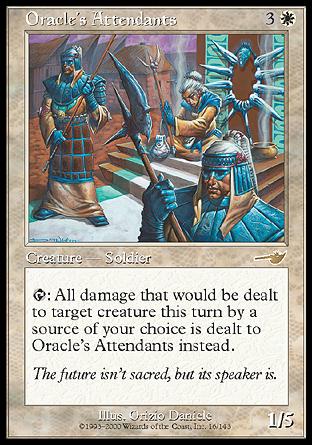 Oracle's Attendants 3
Creature — Soldier
: All damage that would be dealt
to target creature this turn by a
source of your choice is dealt to
Oracle's Attendants instead.
The future isn't sacred, but its speaker is.
Illus. Orizio Daniele
1/5
©1993-2000 Wizards of the Coast, Inc. 16/143